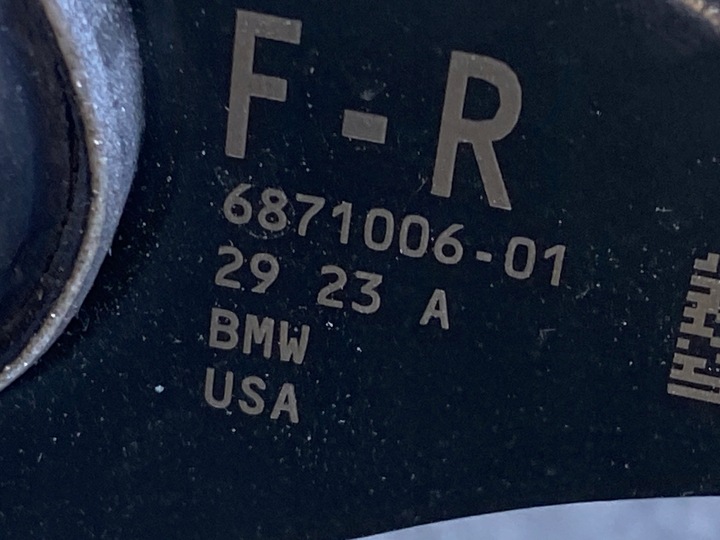 F - R
6871006-01
29 23 A
BMW
USA